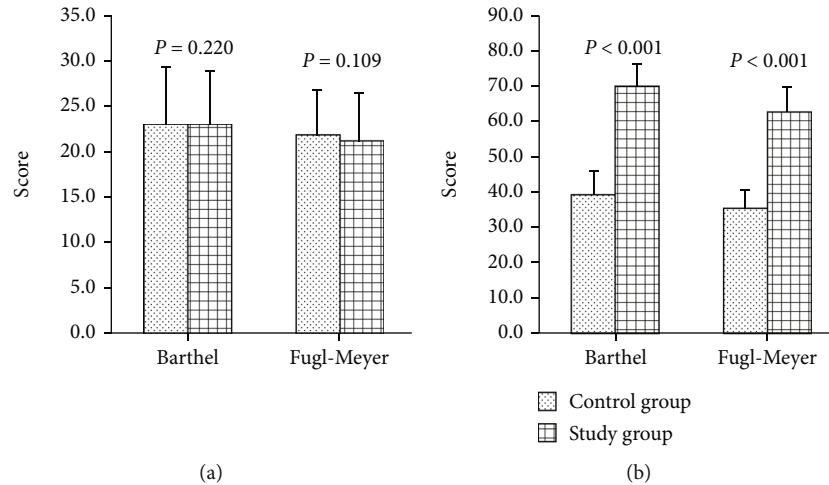 35.0
30.0
25.0
20.0
15.0
10.0
5.0
0.0
Score
P = 0.220
P = 0.109
Barthel
Fugl-Meyer
(a)
90.0
80.0
70.0
60.0
50.0
40.0
30.0
20.0
10.0
0.0
Score
P < 0.001
P < 0.001
Barthel
Fugl-Meyer
Control group
Study group
(b)